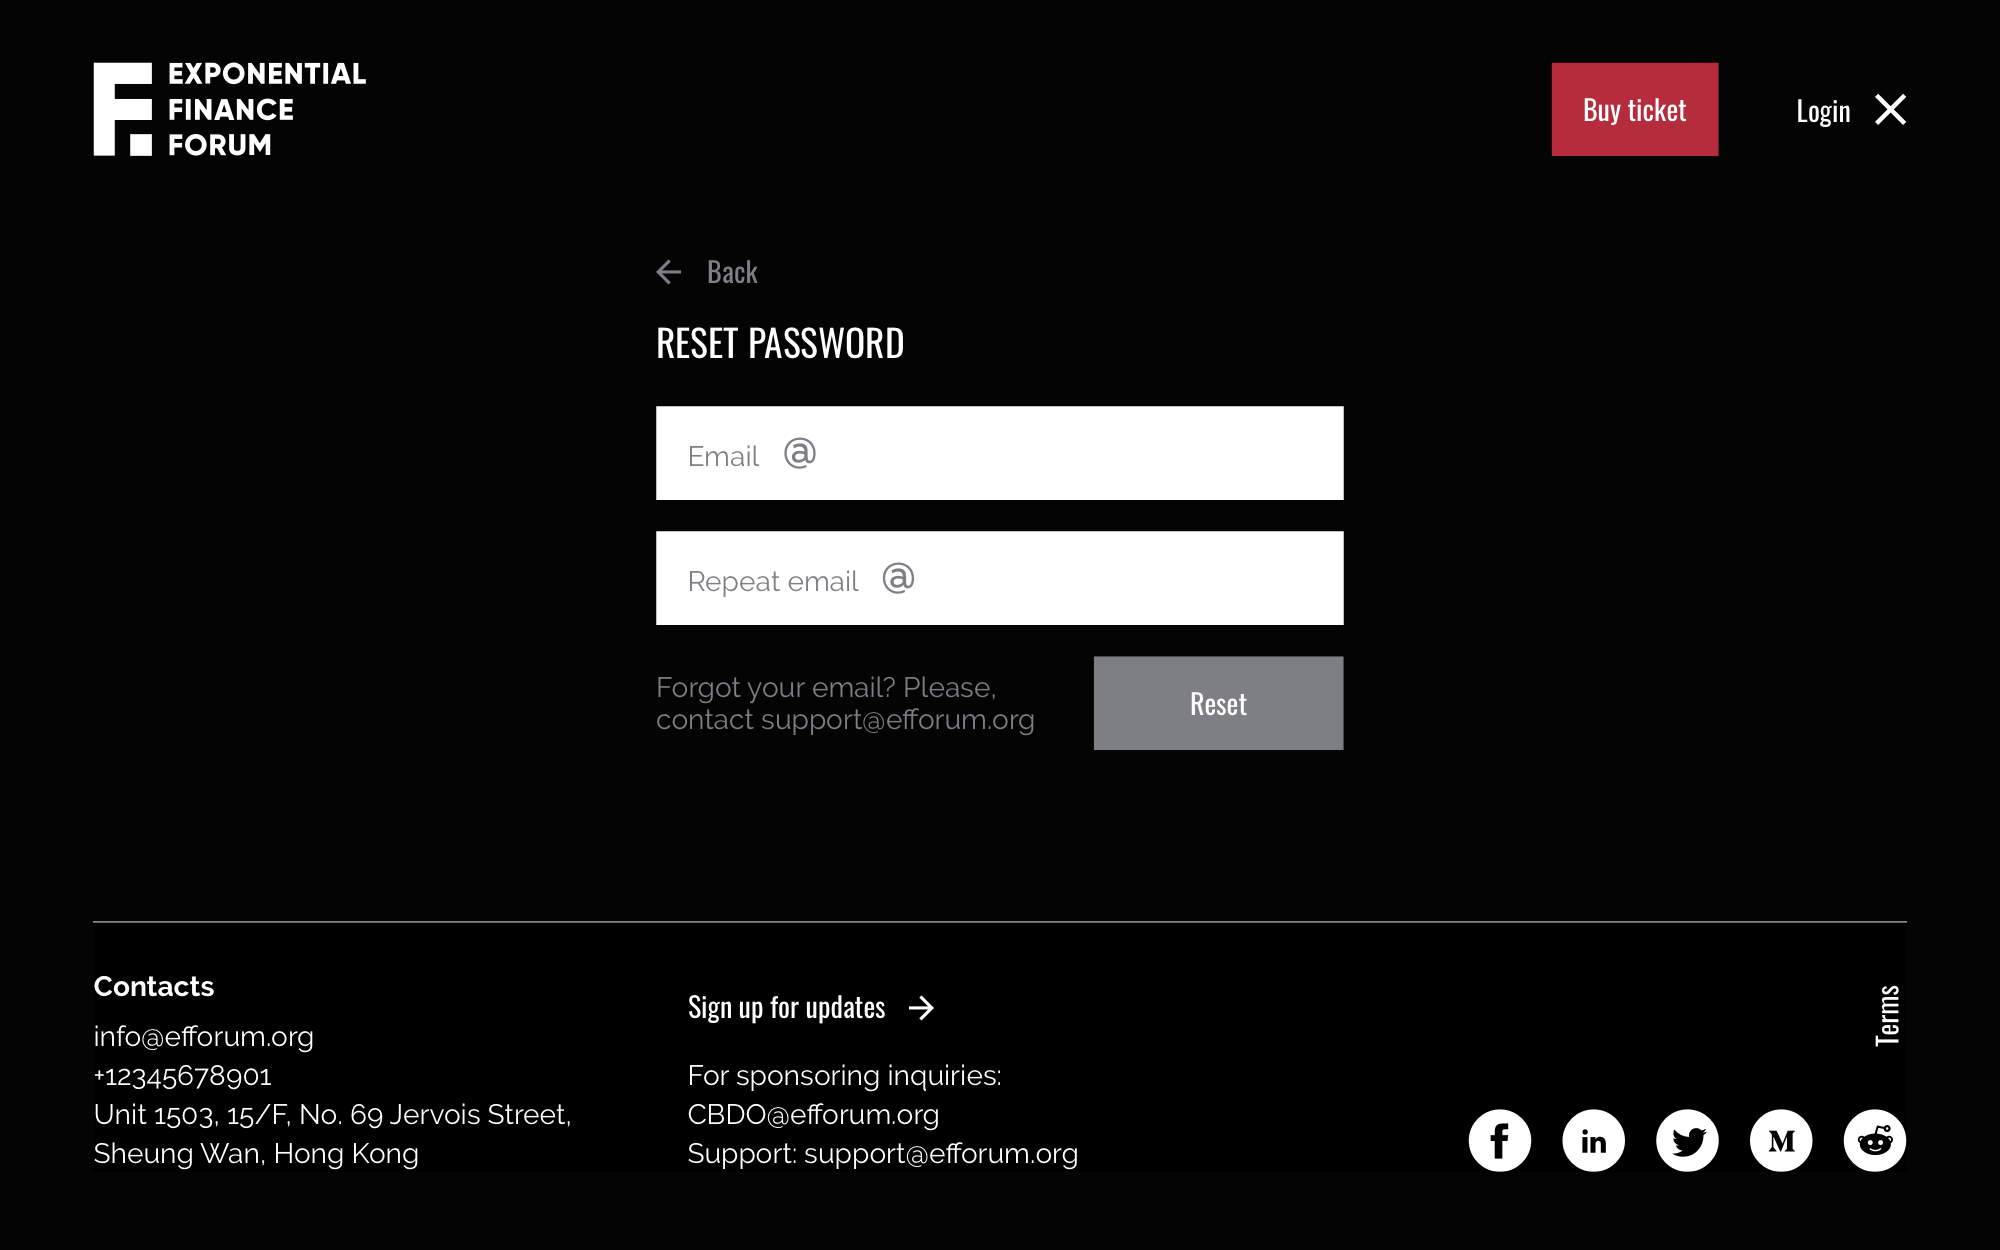 EXPONENTIAL
FINANCE
FORUM
Buy ticket
Login
Back
RESET PASSWORD
Email @
Repeat email @
Forgot your email? Please,
contact support@efforum.org
Reset
Contacts
info@efforum.org
+12345678901
Unit 1503, 15/F, No. 69 Jervois Street,
Sheung Wan, Hong Kong
Sign up for updates
For sponsoring inquiries:
CBDO@efforum.org
Support: support@efforum.org
Terms
f
in
M